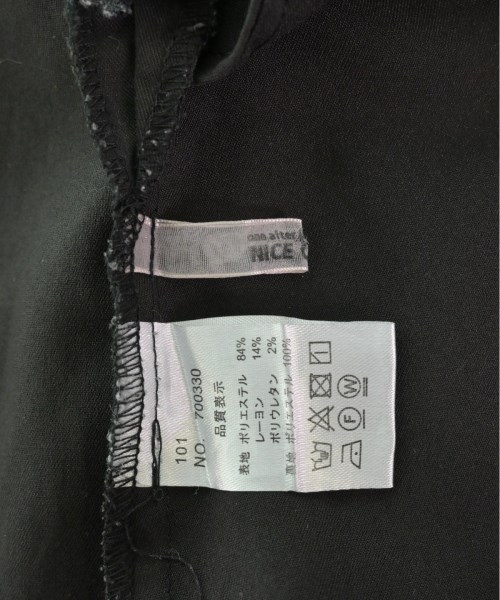 one after
NICE
101
NO. 700330
品質表示
表地 ポリエステル 84%
レーヨン 14%
ポリウレタン 2%
裏地 ポリエステル 100%
F
W